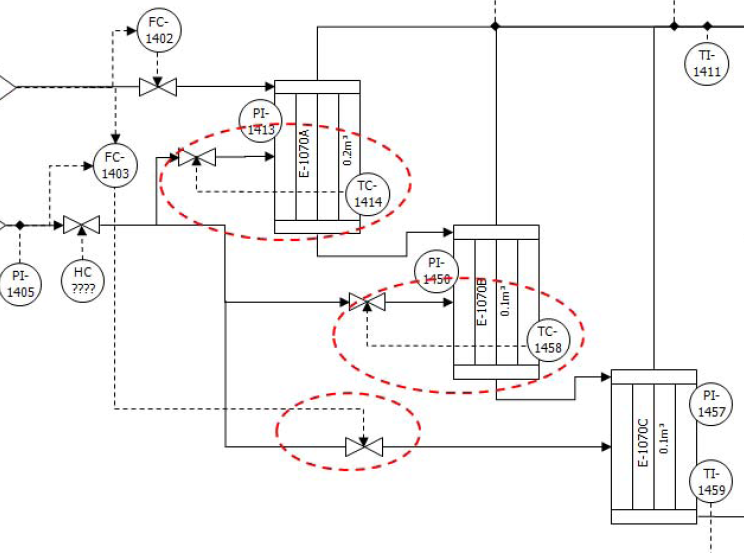 FC-
1402
TI-
1411
PI-
1413
E-1070A
0.2m³
FC-
1403
TC-
1414
PI-
1405
HC
????
PI-
1456
E-1070B
0.1m³
TC-
1458
E-1070C
0.1m³
PI-
1457
TI-
1459